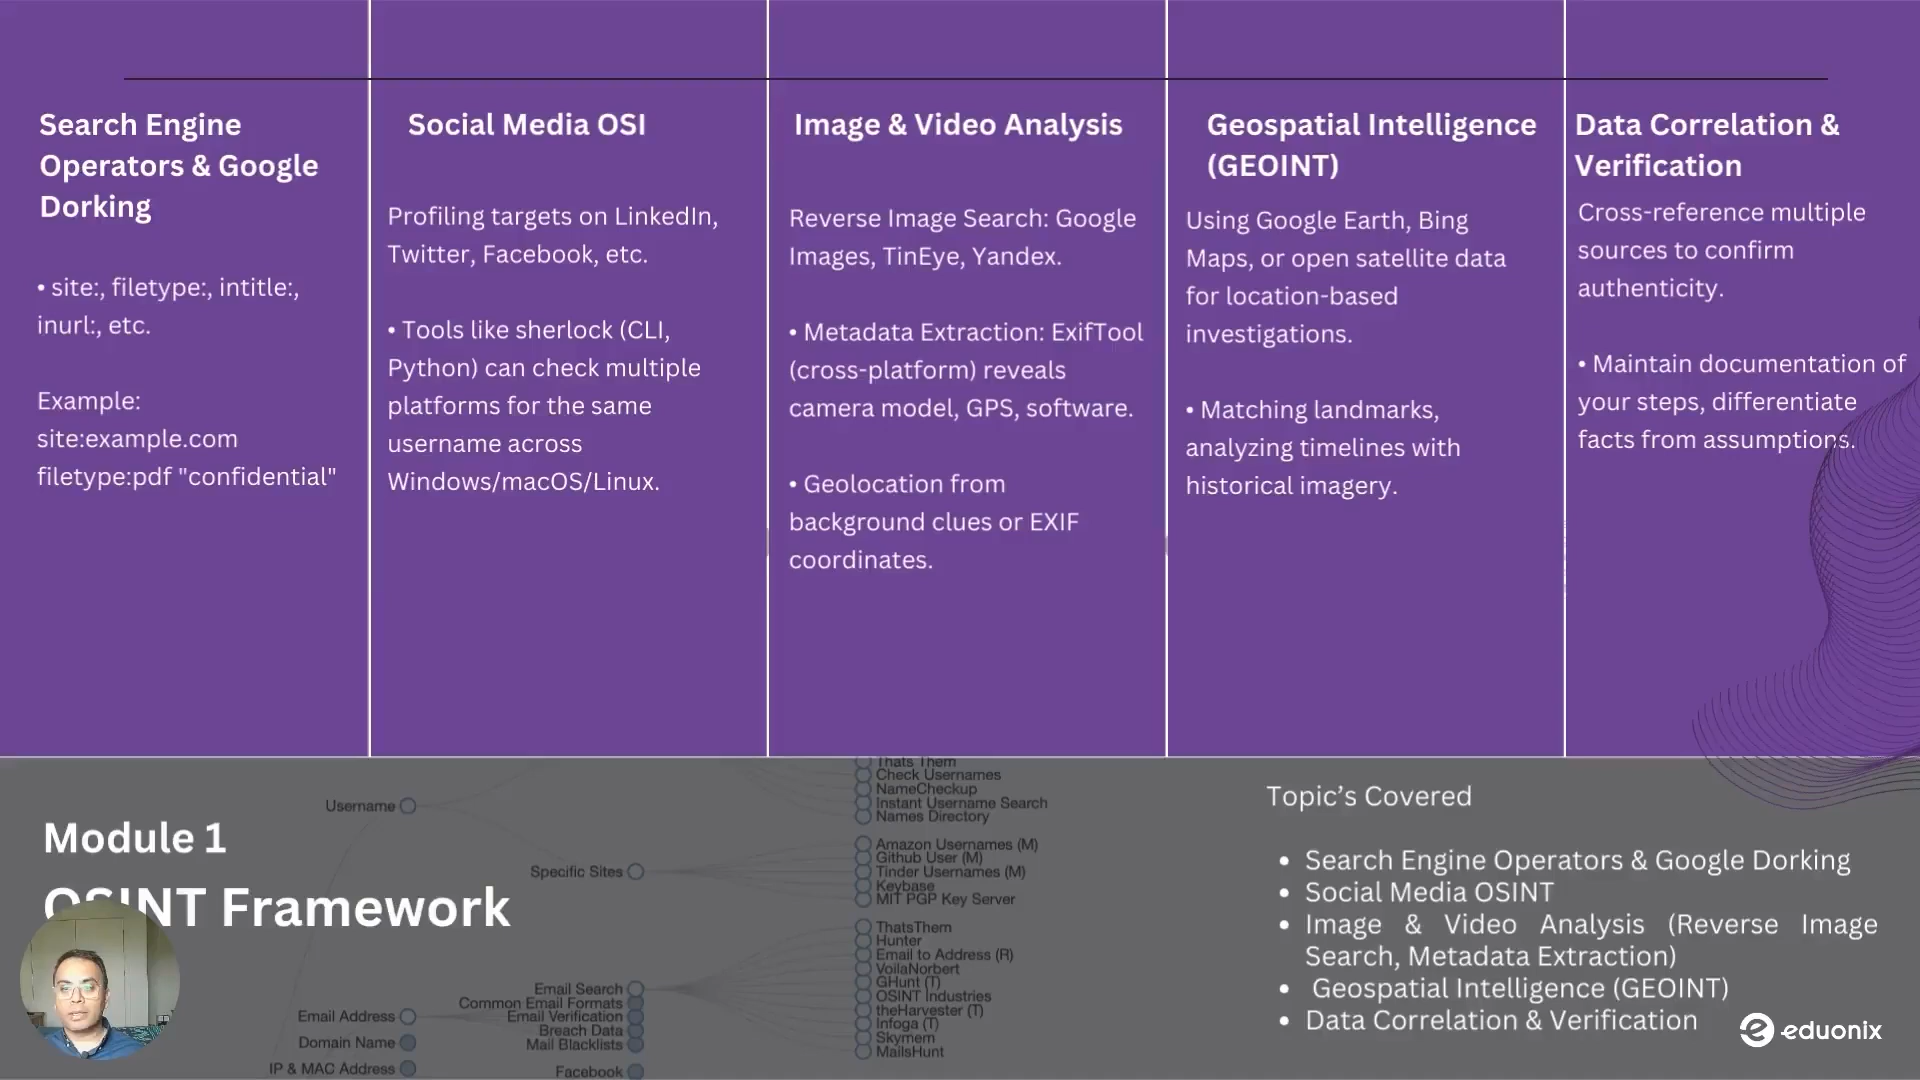 Search Engine
Operators & Google
Dorking
• site:, filetype:, intitle:,
inurl:, etc.
Example:
site:example.com
filetype:pdf "confidential"
Social Media OSI
Profiling targets on LinkedIn,
Twitter, Facebook, etc.
• Tools like sherlock (CLI,
Python) can check multiple
platforms for the same
username across
Windows/macOS/Linux.
Image & Video Analysis
Reverse Image Search: Google
Images, TinEye, Yandex.
• Metadata Extraction: ExifTool
(cross-platform) reveals
camera model, GPS, software.
• Geolocation from
background clues or EXIF
coordinates.
Geospatial Intelligence
(GEOINT)
Using Google Earth, Bing
Maps, or open satellite data
for location-based
investigations.
• Matching landmarks,
analyzing timelines with
historical imagery.
Data Correlation &
Verification
Cross-reference multiple
sources to confirm
authenticity.
• Maintain documentation of
your steps, differentiate
facts from assumptions.
Module 1
OSINT Framework
Username
Specific Sites
Email Search
Common Email Formats
Email Address
Email Verification
Breach Data
Domain Name
Mail Blacklists
IP & MAC Address
Facebook
Thats Them
Check Usernames
NameCheckup
Instant Username Search
Names Directory
Amazon Usernames (M)
Github User (M)
Tinder Usernames (M)
Keybase
MIT PGP Key Server
ThatsThem
Hunter
Email to Address (R)
VoilaNorbert
GHunt (T)
OSINT Industries
theHarvester (T)
Infoga (T)
Skymem
MailsHunt
Topic’s Covered
• Search Engine Operators & Google Dorking
• Social Media OSINT
• Image & Video Analysis (Reverse Image
Search, Metadata Extraction)
• Geospatial Intelligence (GEOINT)
• Data Correlation & Verification
eduonix